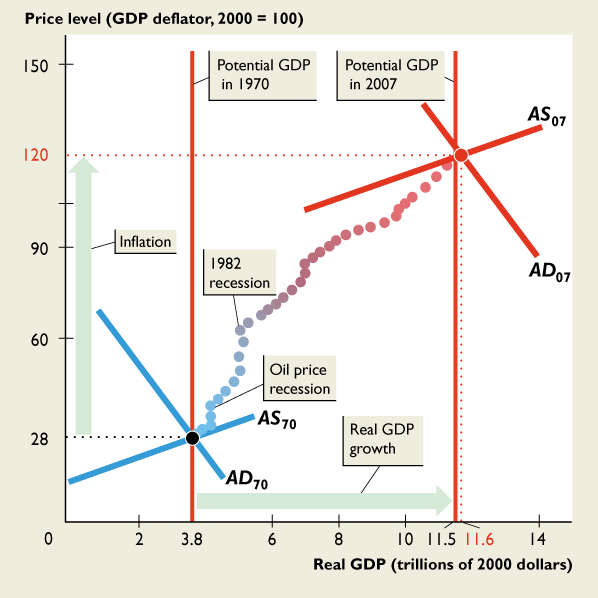 Price level (GDP deflator, 2000 = 100)
150
Potential GDP
in 1970
Potential GDP
in 2007
AS07
120
Inflation
90
1982
recession
AD07
60
Oil price
recession
AS70
28
Real GDP
growth
AD70
0 2 3.8 6 8 10 11.5 11.6 14
Real GDP (trillions of 2000 dollars)